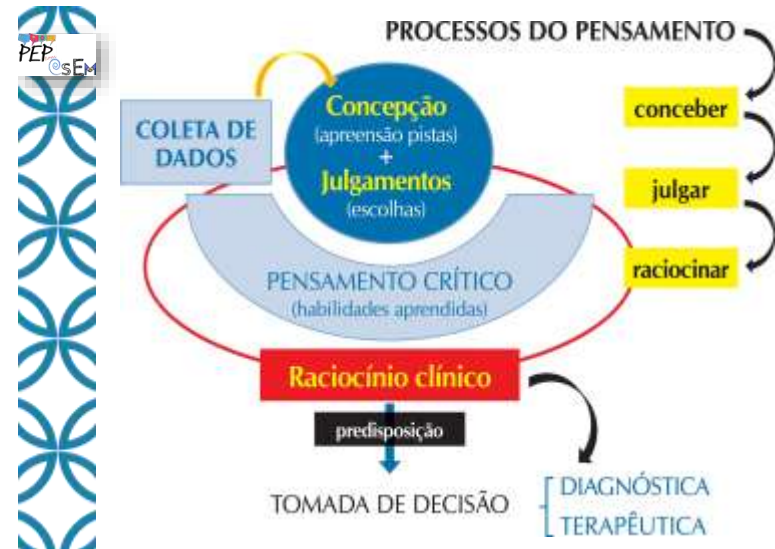 PROCESSOS DO PENSAMENTO
PEP
@sEM
COLETA DE
DADOS
Concepção
(apreensão pistas)
+
Julgamentos
(escolhas)
conceber
julgar
raciocinar
PENSAMENTO CRÍTICO
(habilidades aprendidas)
Raciocínio clínico
predisposição
TOMADA DE DECISÃO
DIAGNÓSTICA
TERAPÊUTICA